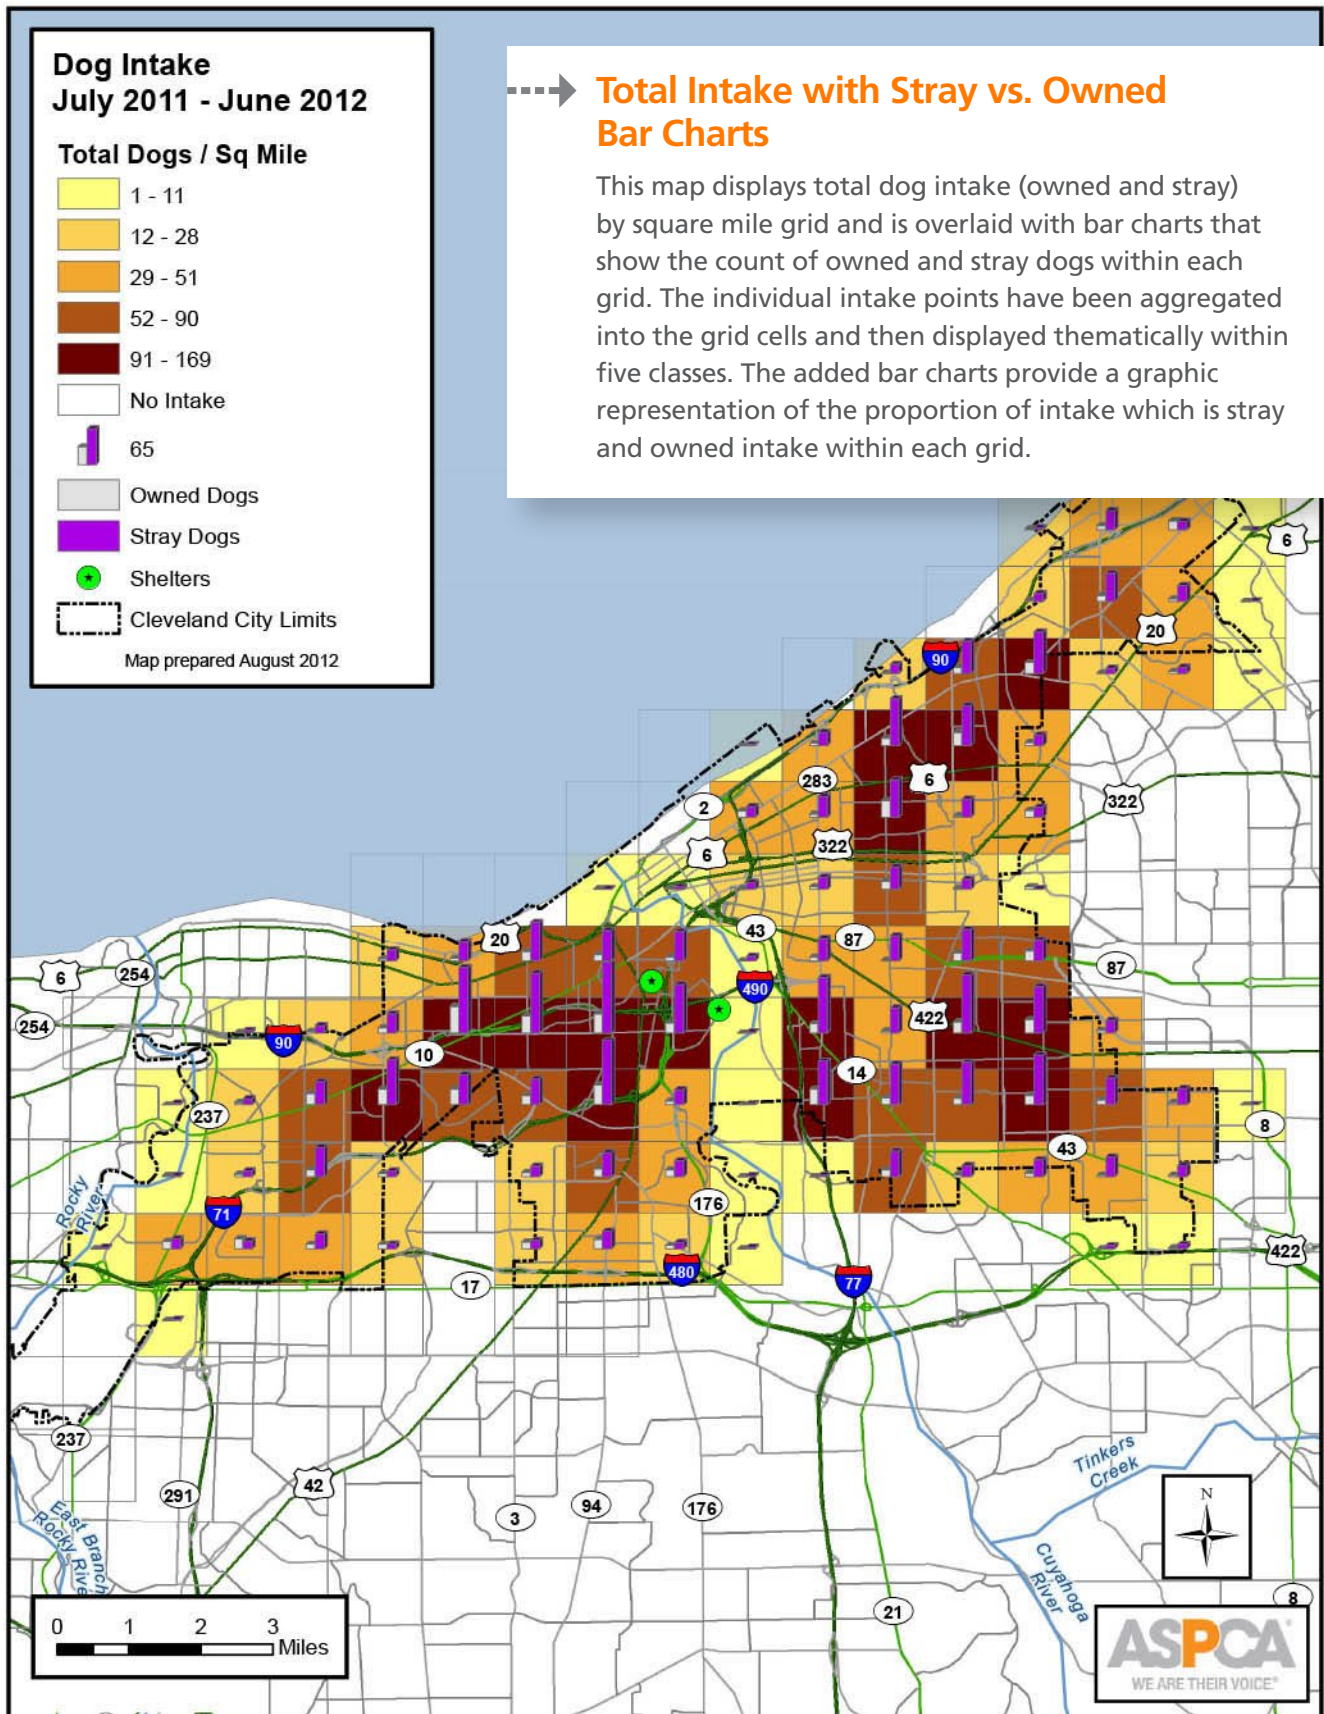 Dog Intake
July 2011 - June 2012
Total Dogs / Sq Mile
1 - 11
12 - 28
29 - 51
52 - 90
91 - 169
No Intake
65
Owned Dogs
Stray Dogs
Shelters
Cleveland City Limits
Map prepared August 2012
Total Intake with Stray vs. Owned
Bar Charts
This map displays total dog intake (owned and stray)
by square mile grid and is overlaid with bar charts that
show the count of owned and stray dogs within each
grid. The individual intake points have been aggregated
into the grid cells and then displayed thematically within
five classes. The added bar charts provide a graphic
representation of the proportion of intake which is stray
and owned intake within each grid.
6
20
90
283
6
322
2
6
322
43
87
20
6
254
87
490
254
422
90
10
14
237
8
43
Rocky
River
176
71
422
480
17
77
237
Tinkers
Creek
42
291
94
176
3
N
East Branch
Rocky Rive
Cuyahoga
River
8
21
0 1 2 3
Miles
ASPCA
WE ARE THEIR VOICE®